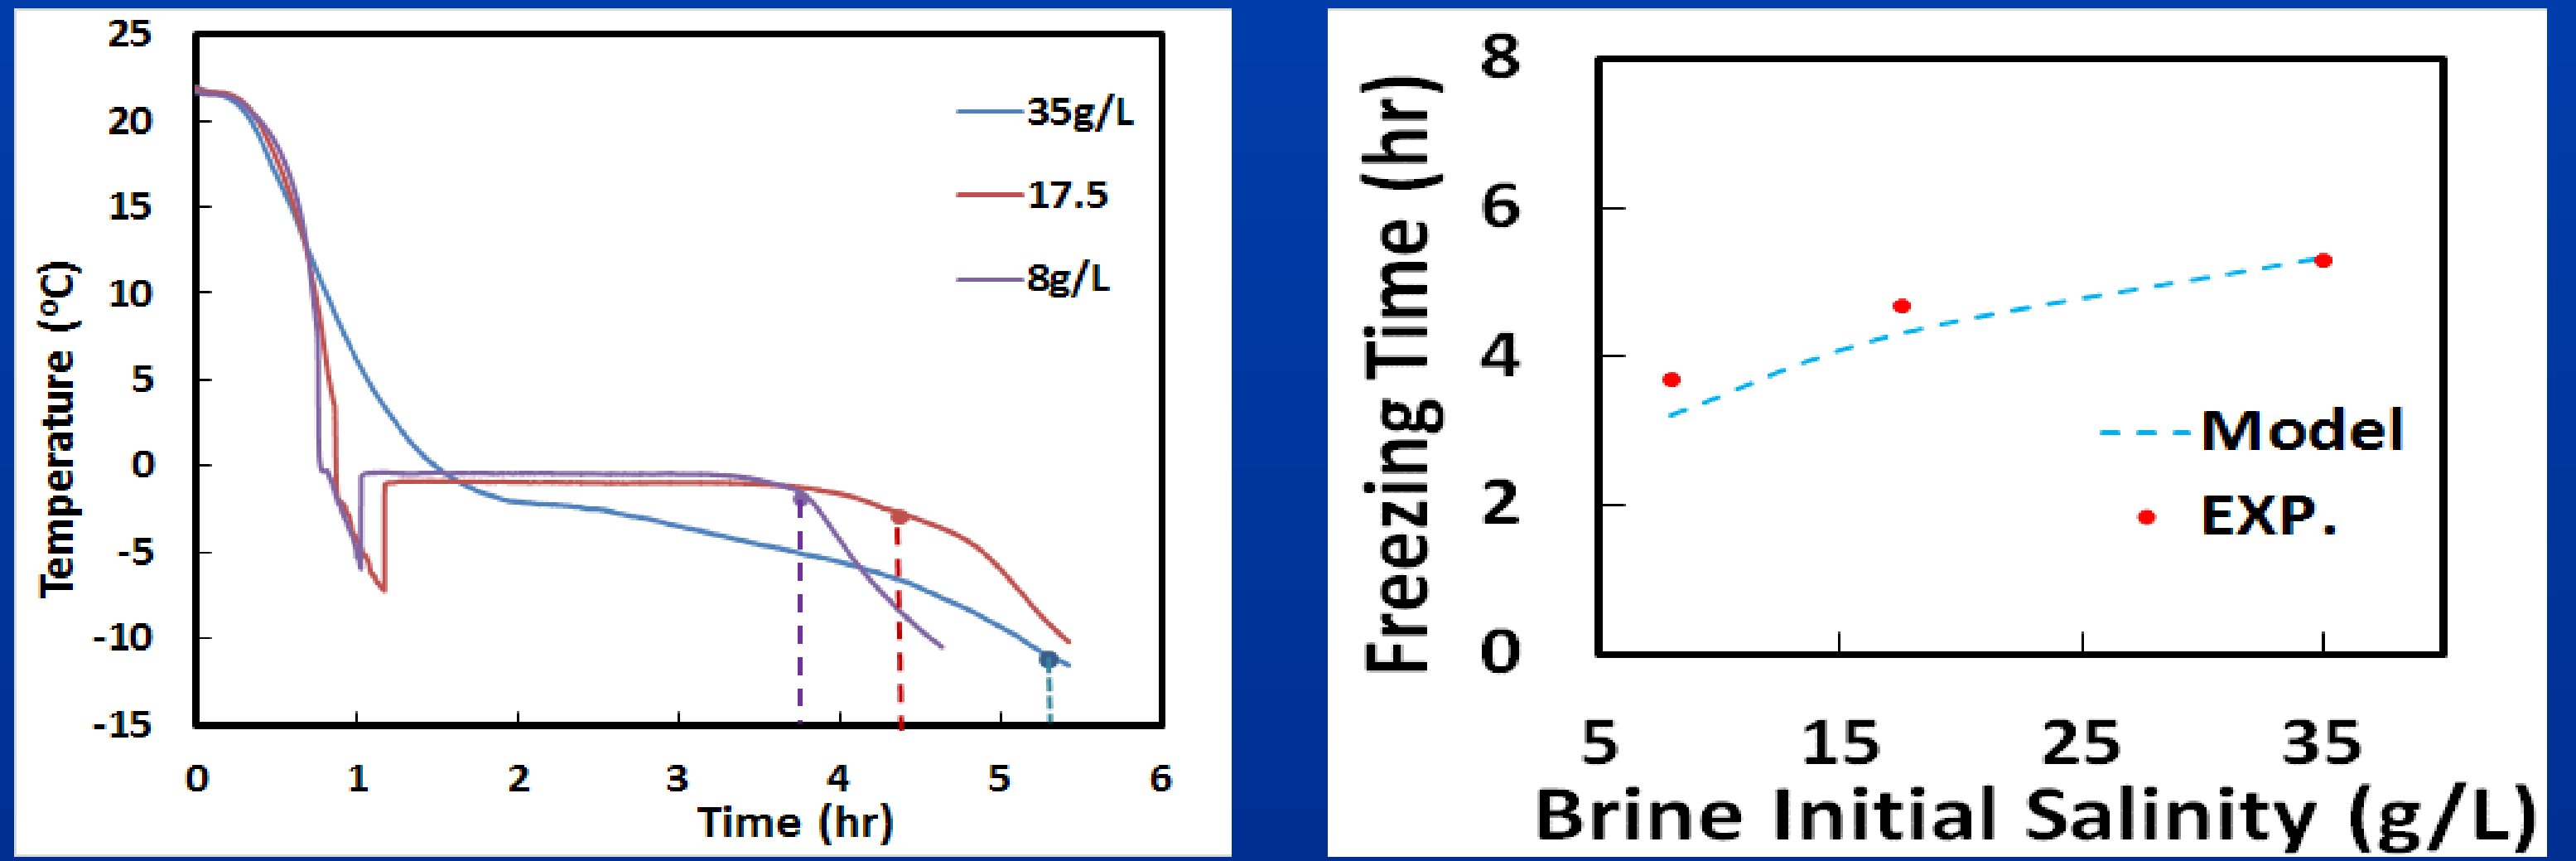 25
20
15
10
5
0
-5
-10
-15
Temperature (ºC)
35g/L
17.5
8g/L
0 1 2 3 4 5 6
Time (hr)
8
6
4
2
0
Freezing Time (hr)
Model
EXP.
5 15 25 35
Brine Initial Salinity (g/L)